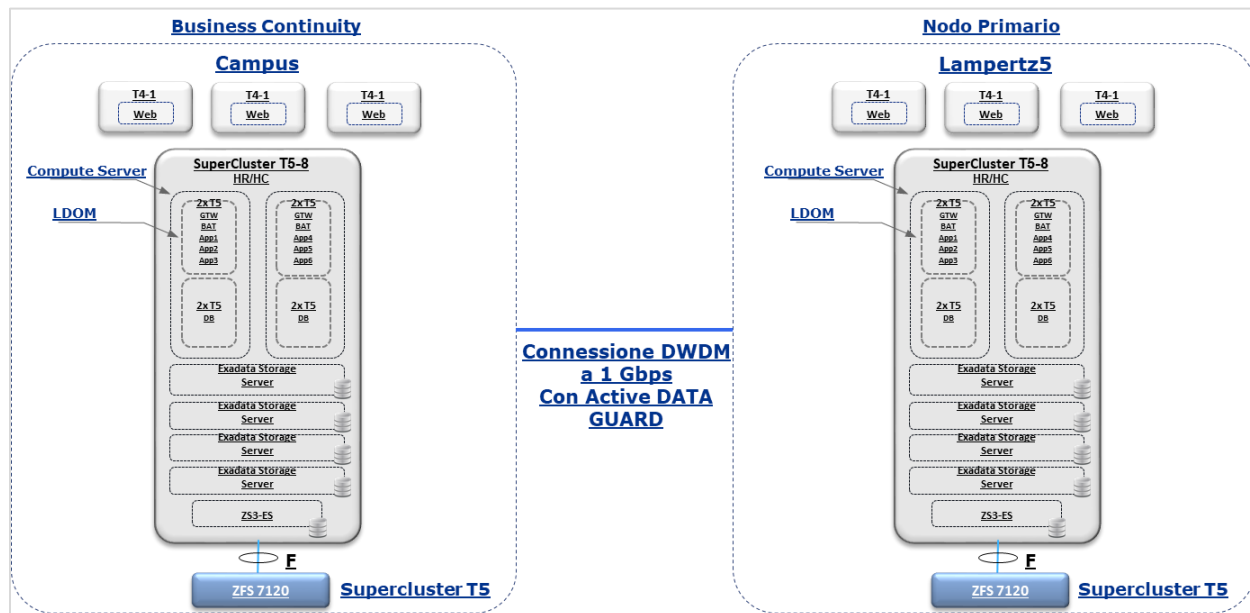 Business Continuity
Campus
T4-1
Web
T4-1
Web
T4-1
Web
SuperCluster T5-8
HR/HC
Compute Server
LDOM
2xT5
GTW
BAT
App1
App2
App3
2xT5
GTW
BAT
App4
App5
App6
2xT5
DB
2xT5
DB
Exadata Storage
Server
Exadata Storage
Server
Exadata Storage
Server
Exadata Storage
Server
ZS3-ES
F
ZFS 7120
Supercluster T5
Connessione DWDM
a 1 Gbps
Con Active DATA
GUARD
Nodo Primario
Lampertz5
T4-1
Web
T4-1
Web
T4-1
Web
SuperCluster T5-8
HR/HC
Compute Server
LDOM
2xT5
GTW
BAT
App1
App2
App3
2xT5
GTW
BAT
App4
App5
App6
2xT5
DB
2xT5
DB
Exadata Storage
Server
Exadata Storage
Server
Exadata Storage
Server
Exadata Storage
Server
ZS3-ES
F
ZFS 7120
Supercluster T5